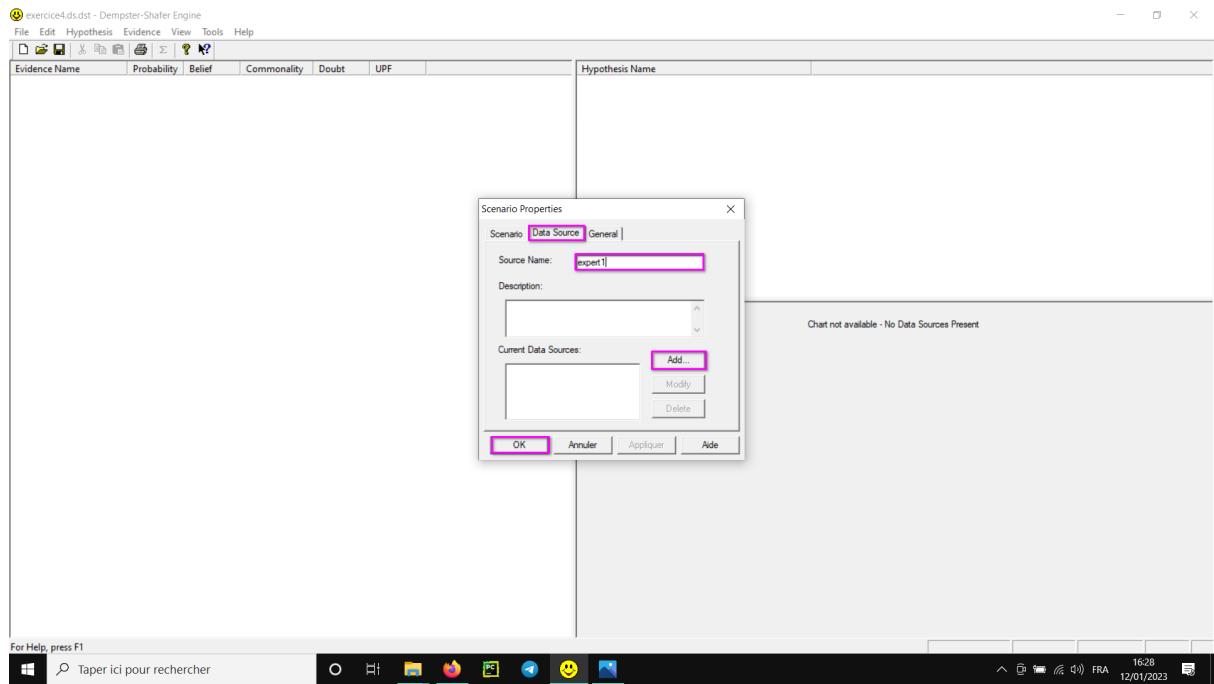 exercice4.ds.dst - Dempster-Shafer Engine
File Edit Hypothesis Evidence View Tools Help
Evidence Name Probability Belief Commonality Doubt UPF Hypothesis Name
Scenario Properties
Scenario Data Source General
Source Name: expert1
Description:
Chart not available - No Data Sources Present
Current Data Sources:
Add...
Modify
Delete
OK Annuler Appliquer Aide
For Help, press F1
Taper ici pour rechercher
PC
FRA
16:28
12/01/2023